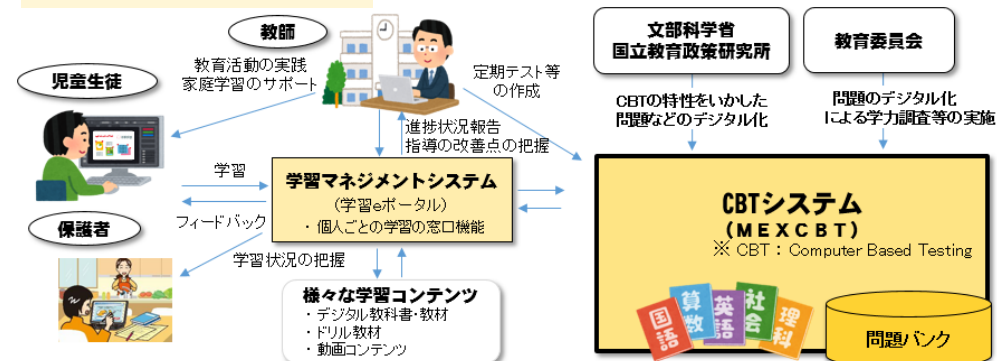 教師
教育活動の実践
家庭学習のサポート
児童生徒
定期テスト等
の作成
進捗状況報告
指導の改善点の把握
学習
フィードバック
学習マネジメントシステム
(学習eポータル)
・個人ごとの学習の窓口機能
保護者
学習状況の把握
様々な学習コンテンツ
・デジタル教科書・教材
・ドリル教材
・動画コンテンツ
文部科学省
国立教育政策研究所
教育委員会
CBTの特性をいかした
問題などのデジタル化
問題のデジタル化
による学力調査等の実施
CBTシステム
(MEXCBT)
※ CBT：Computer Based Testing
国語
算数
英語
社会
理科
問題バンク